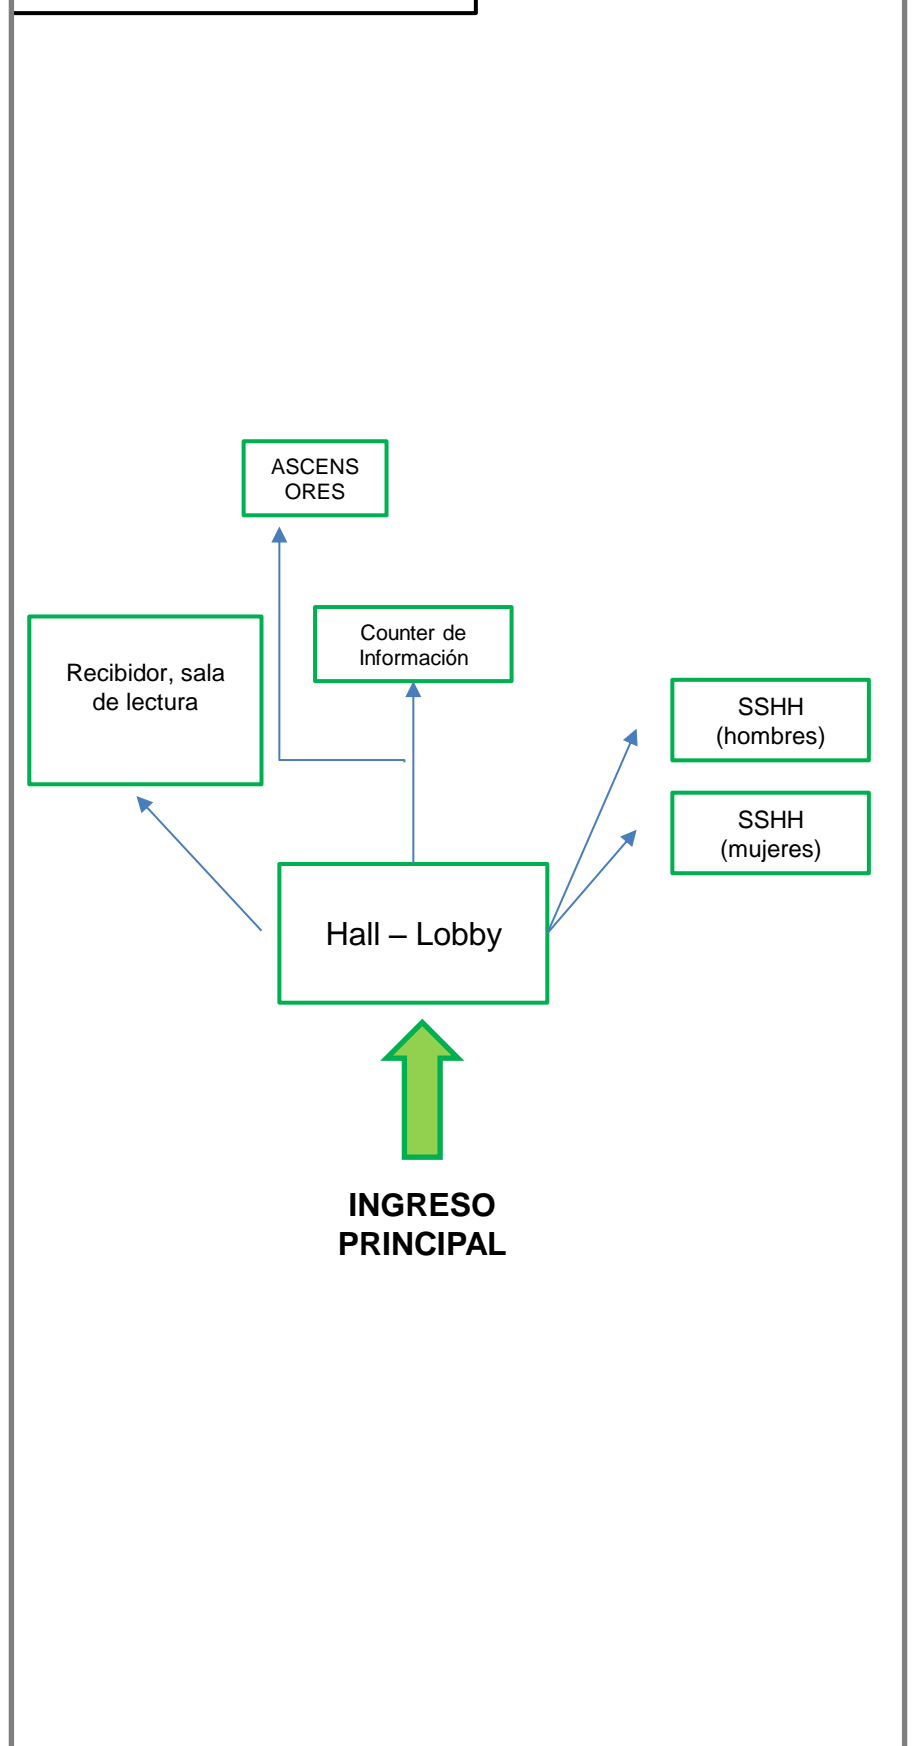 ASCENS
ORES
Counter de
Información
Recibidor, sala
de lectura
SSHH
(hombres)
SSHH
(mujeres)
Hall – Lobby
INGRESO
PRINCIPAL